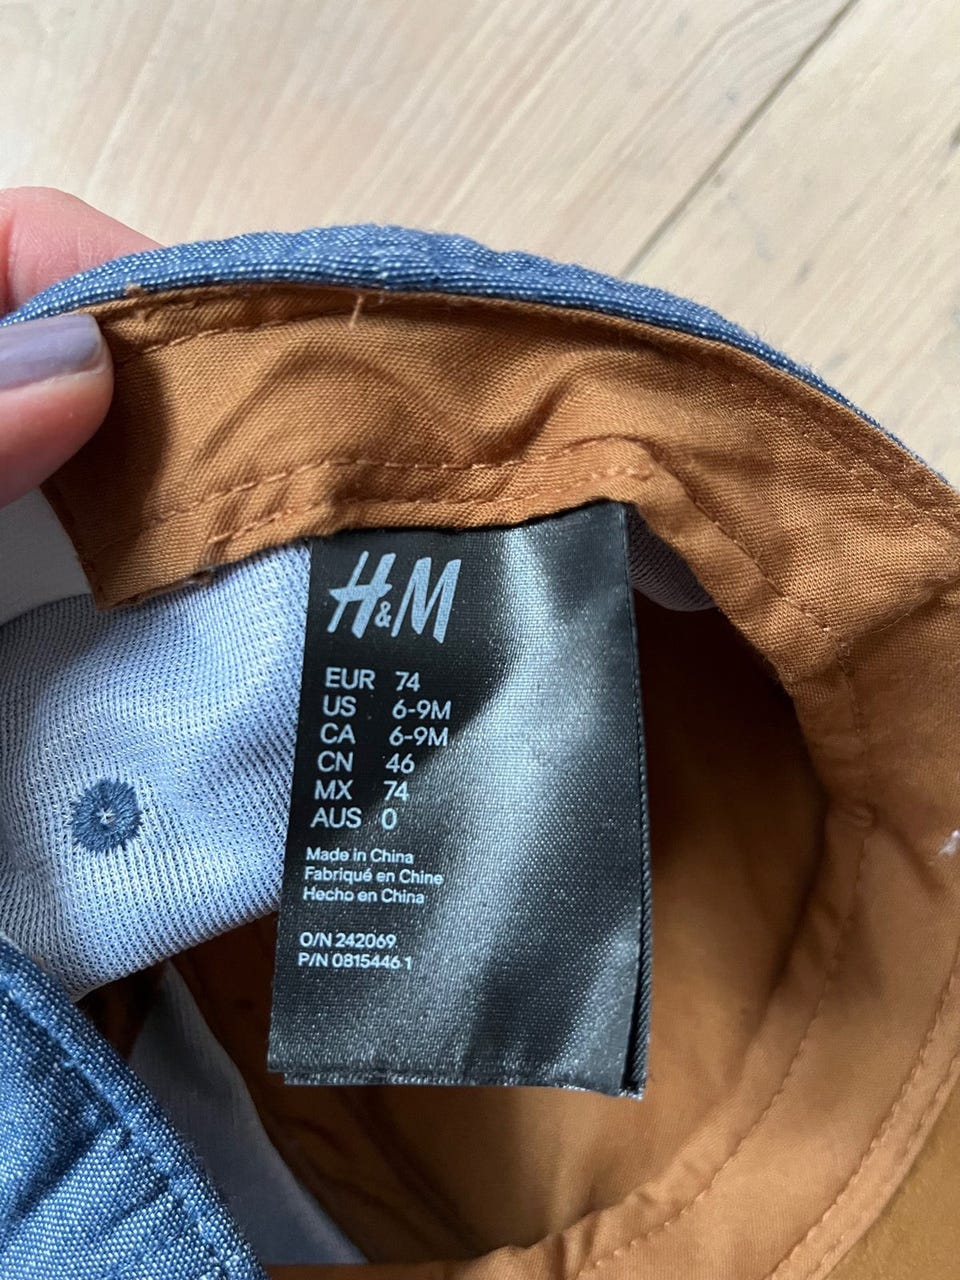 H&M
EUR 74
US 6-9M
CA 6-9M
CN 46
MX 74
AUS 0
Made in China
Fabriqué en Chine
Hecho en China
O/N 242069
P/N 0815446 1